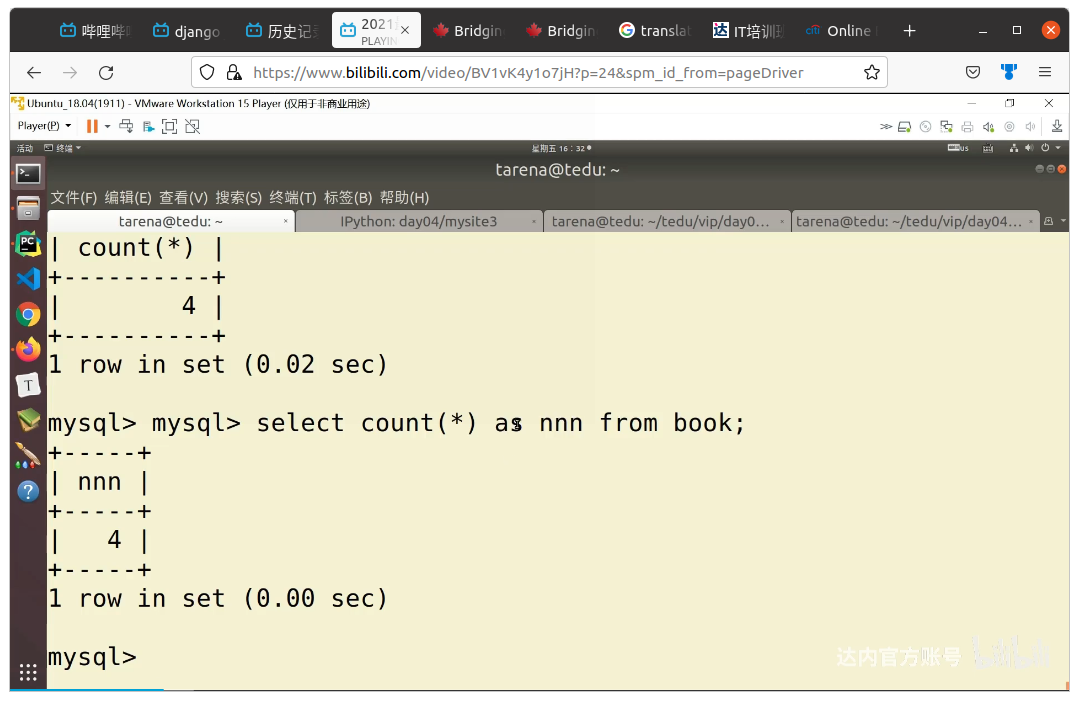 哔哩哔哩 django 历史记录 2021 Bridgin Bridgin translat IT培训班 Online
PLAYIN
https://www.bilibili.com/video/BV1vK4y1o7jH?p=24&spm_id_from=pageDriver
Ubuntu_18.04(1911) - VMware Workstation 15 Player (仅用于非商业用途)
Player(P)
活动 终端 星期五 16:32 us
tarena@tedu: ~
文件(F) 编辑(E) 查看(V) 搜索(S) 终端(T) 标签(B) 帮助(H)
tarena@tedu: ~ IPython: day04/mysite3 tarena@tedu: ~/tedu/vip/day0... tarena@tedu: ~/tedu/vip/day04...
| count(*) |
+----------+
| 4 |
+----------+
1 row in set (0.02 sec)
mysql> mysql> select count(*) as nnn from book;
+-----+
| nnn |
+-----+
| 4 |
+-----+
1 row in set (0.00 sec)
mysql>
达内官方账号